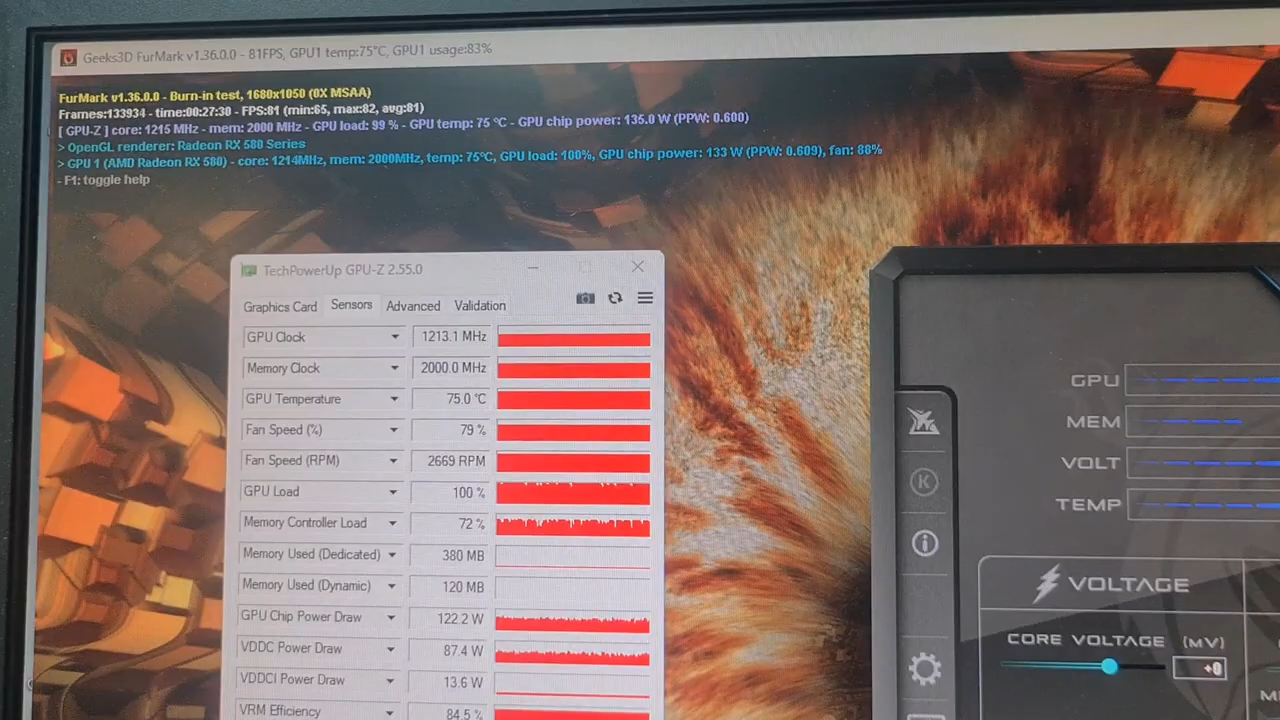 Geeks3D FurMark v1.36.0.0 - 81FPS, GPU1 temp:75°C, GPU1 usage:83%
FurMark v1.36.0.0 - Burn-in test, 1680x1050 (0X MSAA)
Frames:133934 - time:00:27:30 - FPS:81 (min:65, max:82, avg:81)
[ GPU-Z ] core: 1215 MHz - mem: 2000 MHz - GPU load: 99 % - GPU temp: 75 °C - GPU chip power: 135.0 W (PPW: 0.600)
> OpenGL renderer: Radeon RX 580 Series
> GPU 1 (AMD Radeon RX 580) - core: 1214MHz, mem: 2000MHz, temp: 75°C, GPU load: 100%, GPU chip power: 133 W (PPW: 0.609), fan: 88%
- F1: toggle help
TechPowerUp GPU-Z 2.55.0
Graphics Card Sensors Advanced Validation
GPU Clock 1213.1 MHz
Memory Clock 2000.0 MHz
GPU Temperature 75.0 °C
Fan Speed (%) 79 %
Fan Speed (RPM) 2669 RPM
GPU Load 100 %
Memory Controller Load 72 %
Memory Used (Dedicated) 380 MB
Memory Used (Dynamic) 120 MB
GPU Chip Power Draw 122.2 W
VDDC Power Draw 87.4 W
VDDCI Power Draw 13.6 W
VRM Efficiency 84.5 %
GPU
MEM
VOLT
TEMP
K
VOLTAGE
CORE VOLTAGE (MV)
+0